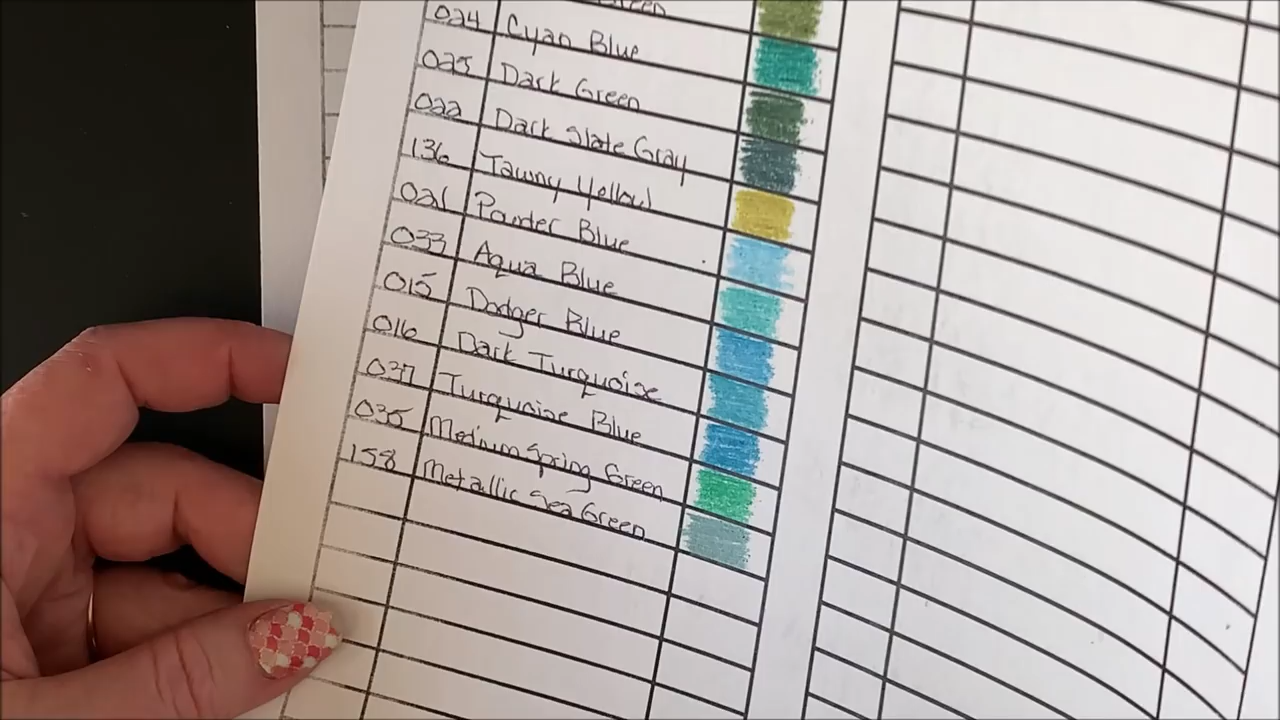 024 Cyan Blue
025 Dark Green
022 Dark Slate Gray
136 Tawny Yellow
021 Powder Blue
033 Aqua Blue
015 Dodger Blue
016 Dark Turquoise
037 Turquoise Blue
035 Medium Spring Green
158 Metallic Sea Green